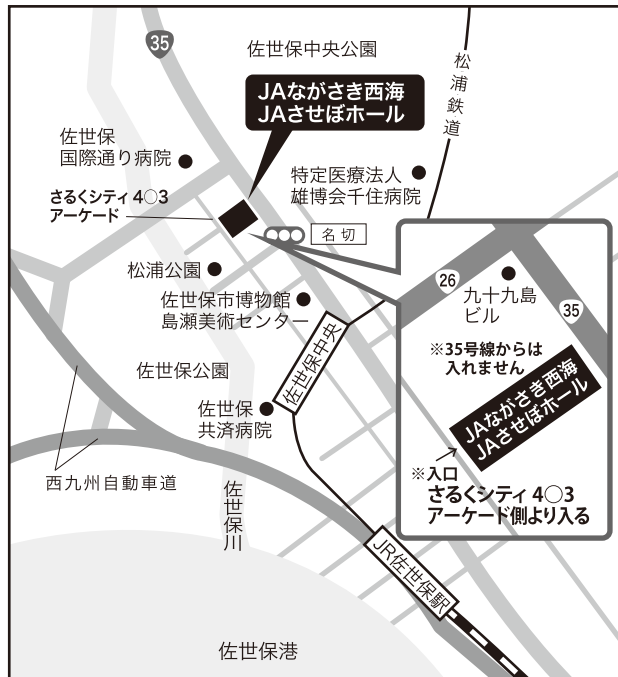 35
佐世保中央公園
松浦鉄道
JAながさき西海
JAさせぼホール
佐世保
国際通り病院
特定医療法人
雄博会千住病院
さるくシティ4○3
アーケード
名切
松浦公園
佐世保市博物館
島瀬美術センター
佐世保中央
佐世保公園
佐世保
共済病院
西九州自動車道
佐世保川
JR佐世保駅
佐世保港
26
九十九島
ビル
35
※35号線からは
入れません
JAながさき西海
JAさせぼホール
※入口
さるくシティ4○3
アーケード側より入る